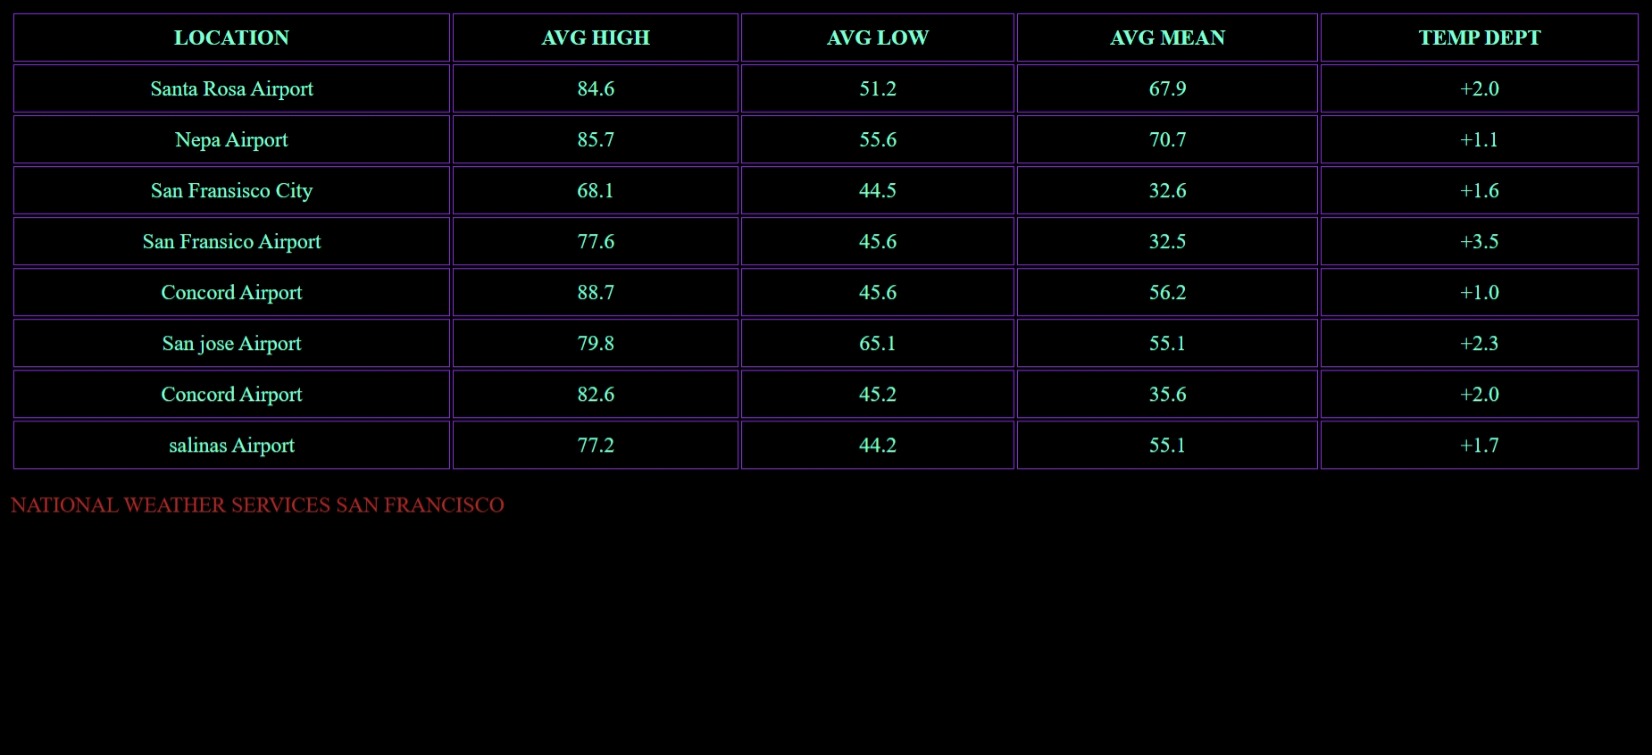 LOCATION AVG HIGH AVG LOW AVG MEAN TEMP DEPT
Santa Rosa Airport 84.6 51.2 67.9 +2.0
Nepa Airport 85.7 55.6 70.7 +1.1
San Fransisco City 68.1 44.5 32.6 +1.6
San Fransico Airport 77.6 45.6 32.5 +3.5
Concord Airport 88.7 45.6 56.2 +1.0
San jose Airport 79.8 65.1 55.1 +2.3
Concord Airport 82.6 45.2 35.6 +2.0
salinas Airport 77.2 44.2 55.1 +1.7
NATIONAL WEATHER SERVICES SAN FRANCISCO